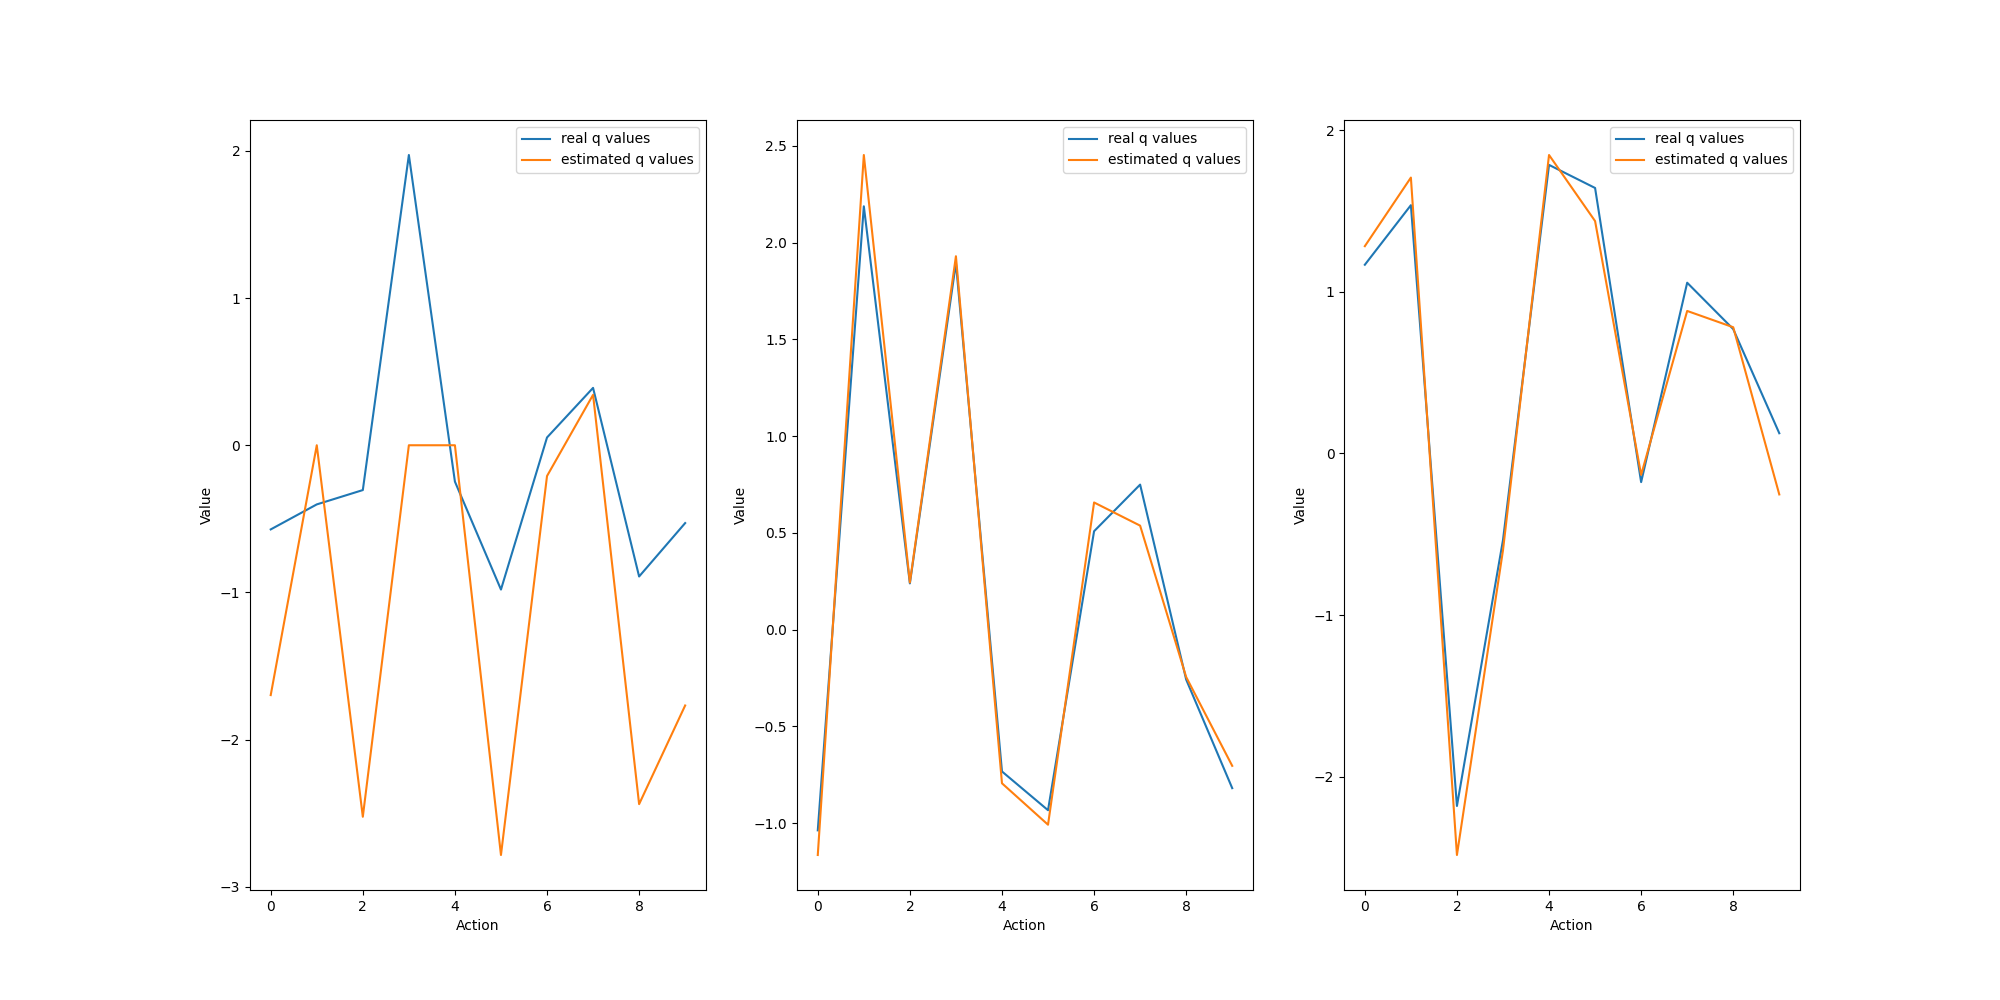 real q values
estimated q values
2
1
0
−1
−2
−3
Value
0 2 4 6 8
Action
real q values
estimated q values
2.5
2.0
1.5
1.0
0.5
0.0
−0.5
−1.0
Value
0 2 4 6 8
Action
real q values
estimated q values
2
1
0
−1
−2
Value
0 2 4 6 8
Action